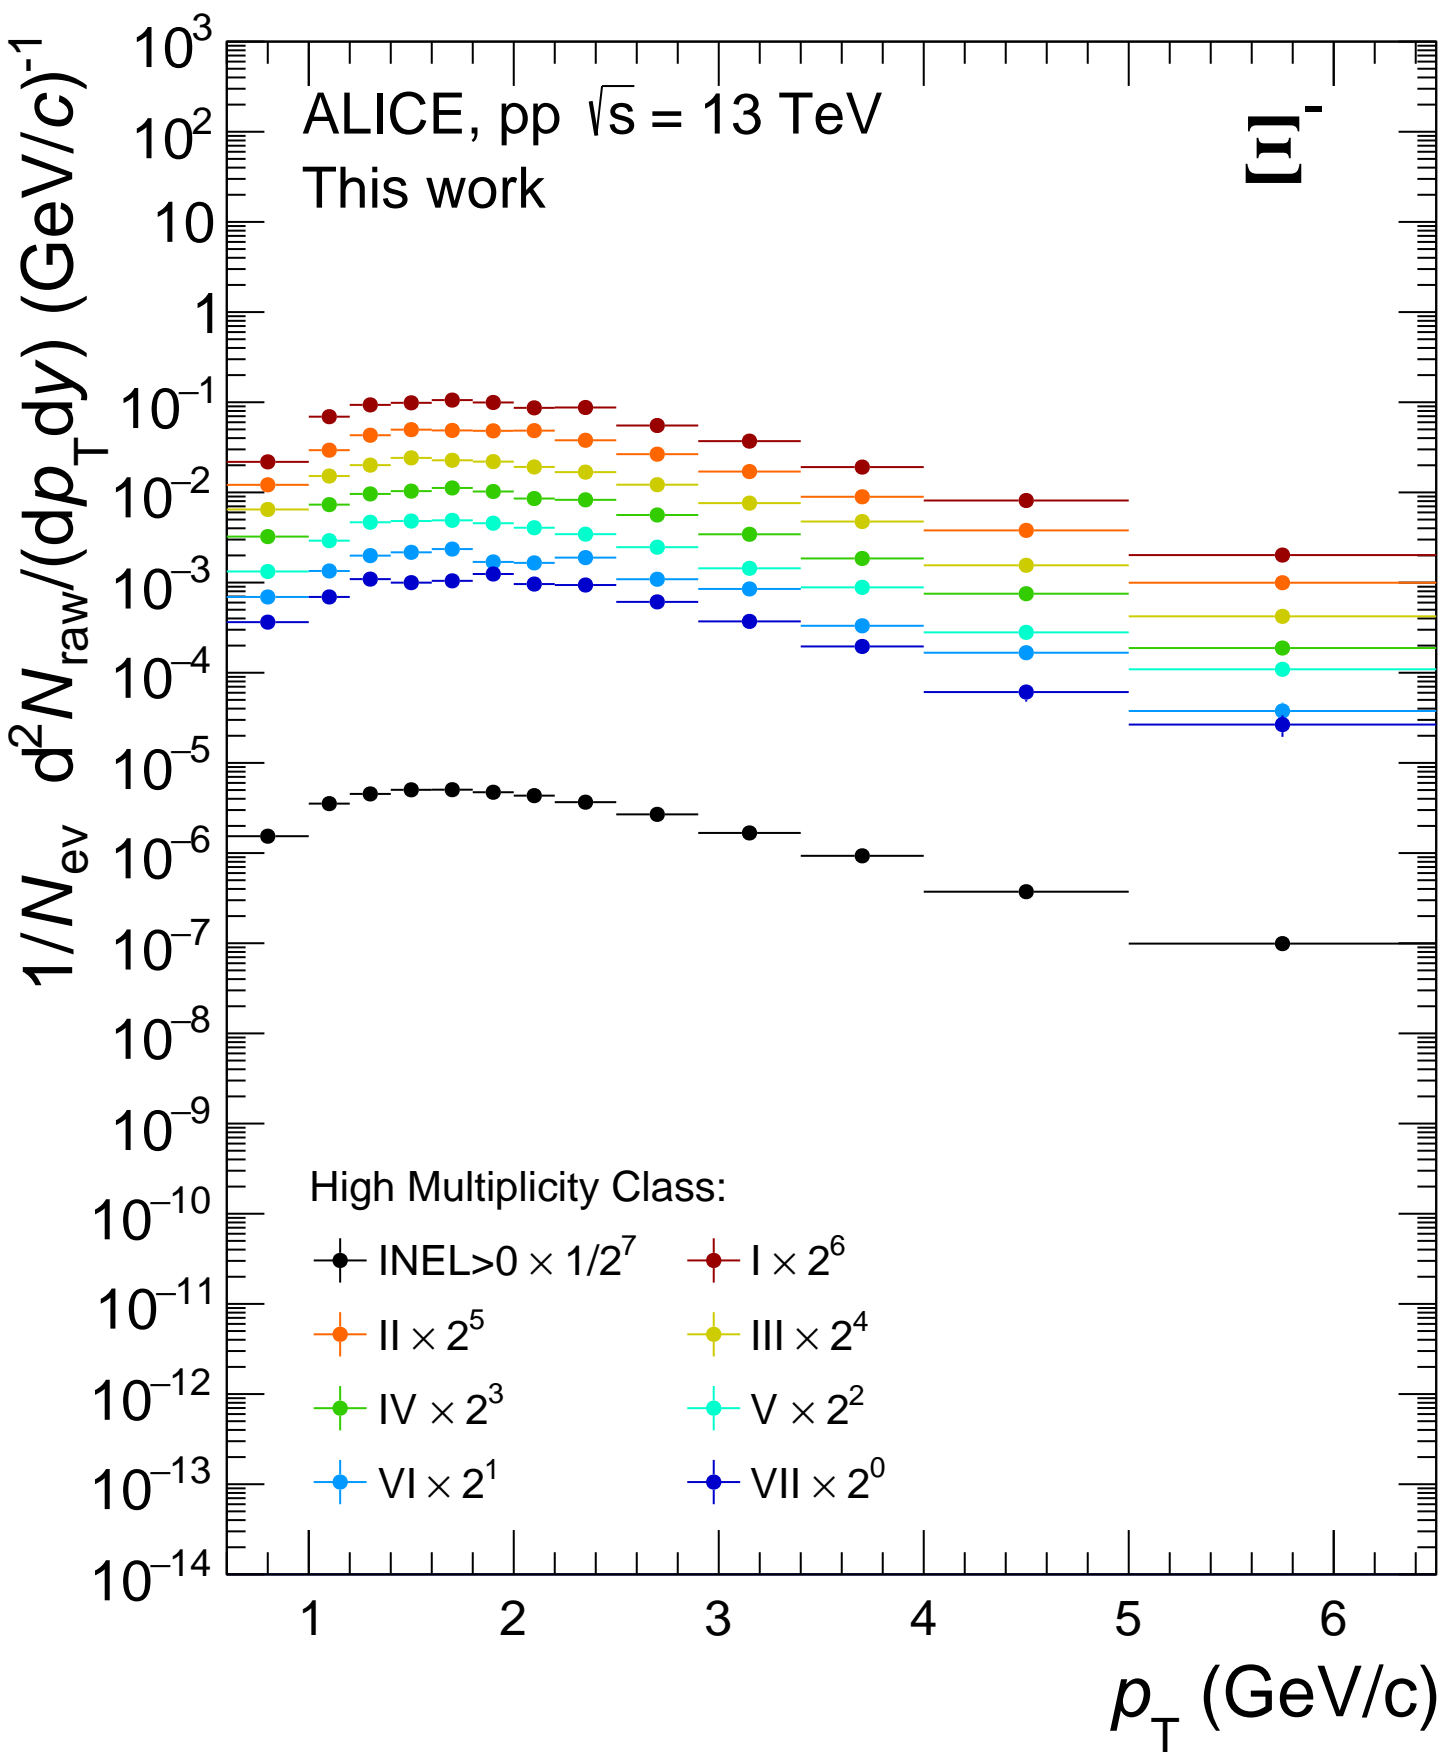 1/N_ev d²N_raw/(dp_Tdy) (GeV/c)⁻¹
10³
10²
10
1
10⁻¹
10⁻²
10⁻³
10⁻⁴
10⁻⁵
10⁻⁶
10⁻⁷
10⁻⁸
10⁻⁹
10⁻¹⁰
10⁻¹¹
10⁻¹²
10⁻¹³
10⁻¹⁴
ALICE, pp √s = 13 TeV
This work
Ξ⁻
High Multiplicity Class:
INEL>0 × 1/2⁷ I × 2⁶
II × 2⁵ III × 2⁴
IV × 2³ V × 2²
VI × 2¹ VII × 2⁰
1 2 3 4 5 6
p_T (GeV/c)